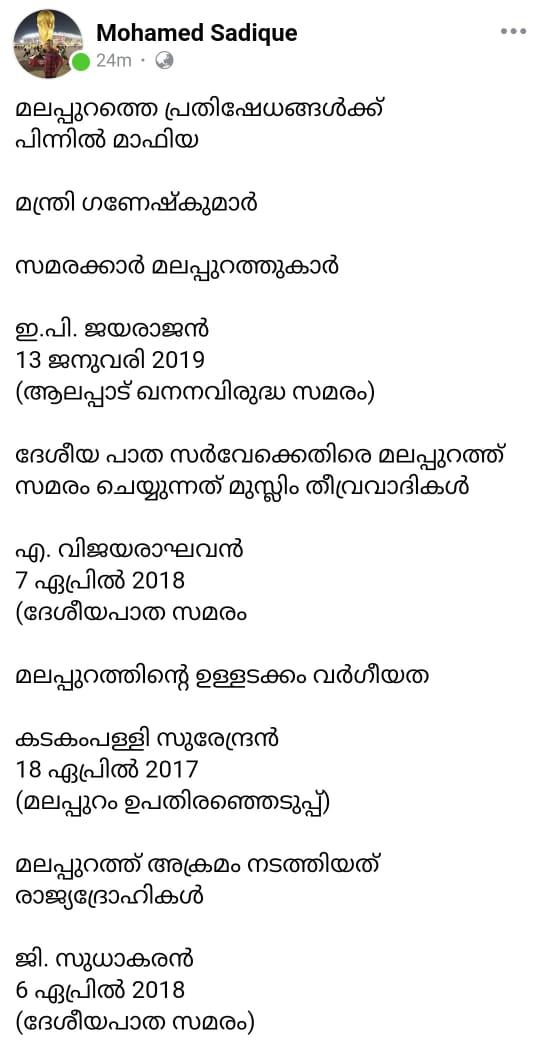 Mohamed Sadique
24m ·
മലപ്പുറത്തെ പ്രതിഷേധങ്ങൾക്ക്
പിന്നിൽ മാഫിയ
മന്ത്രി ഗണേഷ്കുമാർ
സമരക്കാർ മലപ്പുറത്തുകാർ
ഇ.പി. ജയരാജൻ
13 ജനുവരി 2019
(ആലപ്പാട് ഖനനവിരുദ്ധ സമരം)
ദേശീയ പാത സർവേക്കെതിരെ മലപ്പുറത്ത്
സമരം ചെയ്യുന്നത് മുസ്ലിം തീവ്രവാദികൾ
എ. വിജയരാഘവൻ
7 ഏപ്രിൽ 2018
(ദേശീയപാത സമരം
മലപ്പുറത്തിന്റെ ഉള്ളടക്കം വർഗീയത
കടകംപള്ളി സുരേന്ദ്രൻ
18 ഏപ്രിൽ 2017
(മലപ്പുറം ഉപതിരഞ്ഞെടുപ്പ്)
മലപ്പുറത്ത് അക്രമം നടത്തിയത്
രാജ്യദ്രോഹികൾ
ജി. സുധാകരൻ
6 ഏപ്രിൽ 2018
(ദേശീയപാത സമരം)